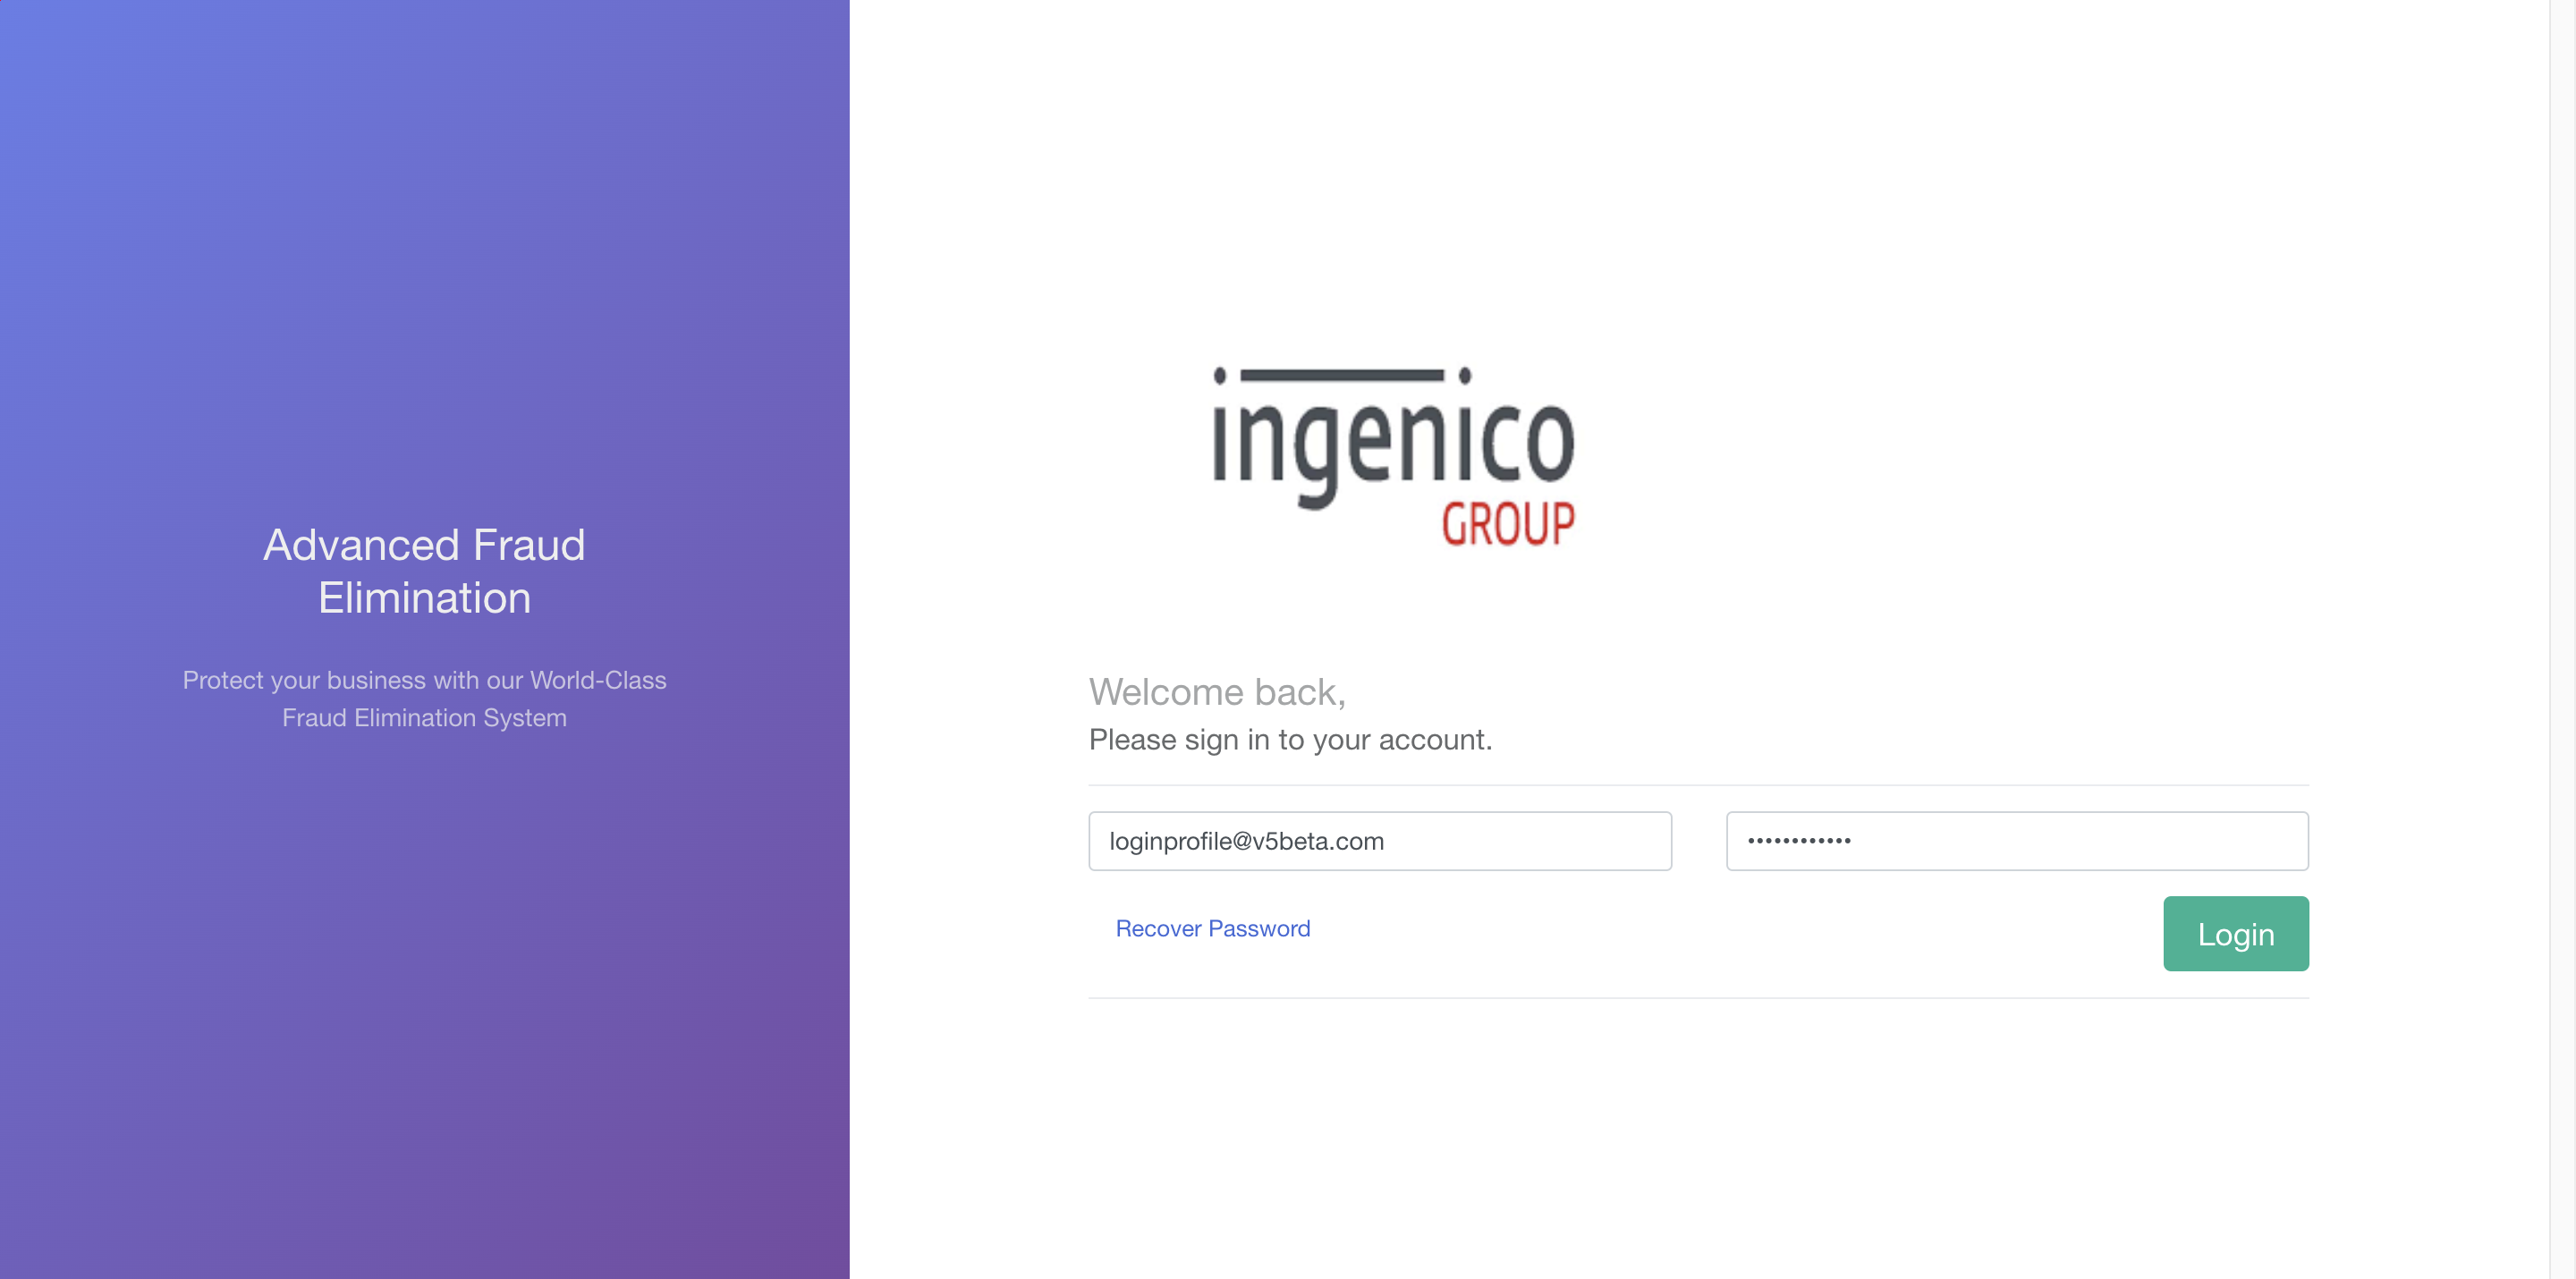 Advanced Fraud
Elimination
Protect your business with our World-Class
Fraud Elimination System
ingenico
GROUP
Welcome back,
Please sign in to your account.
loginprofile@v5beta.com
••••••••••••
Recover Password
Login